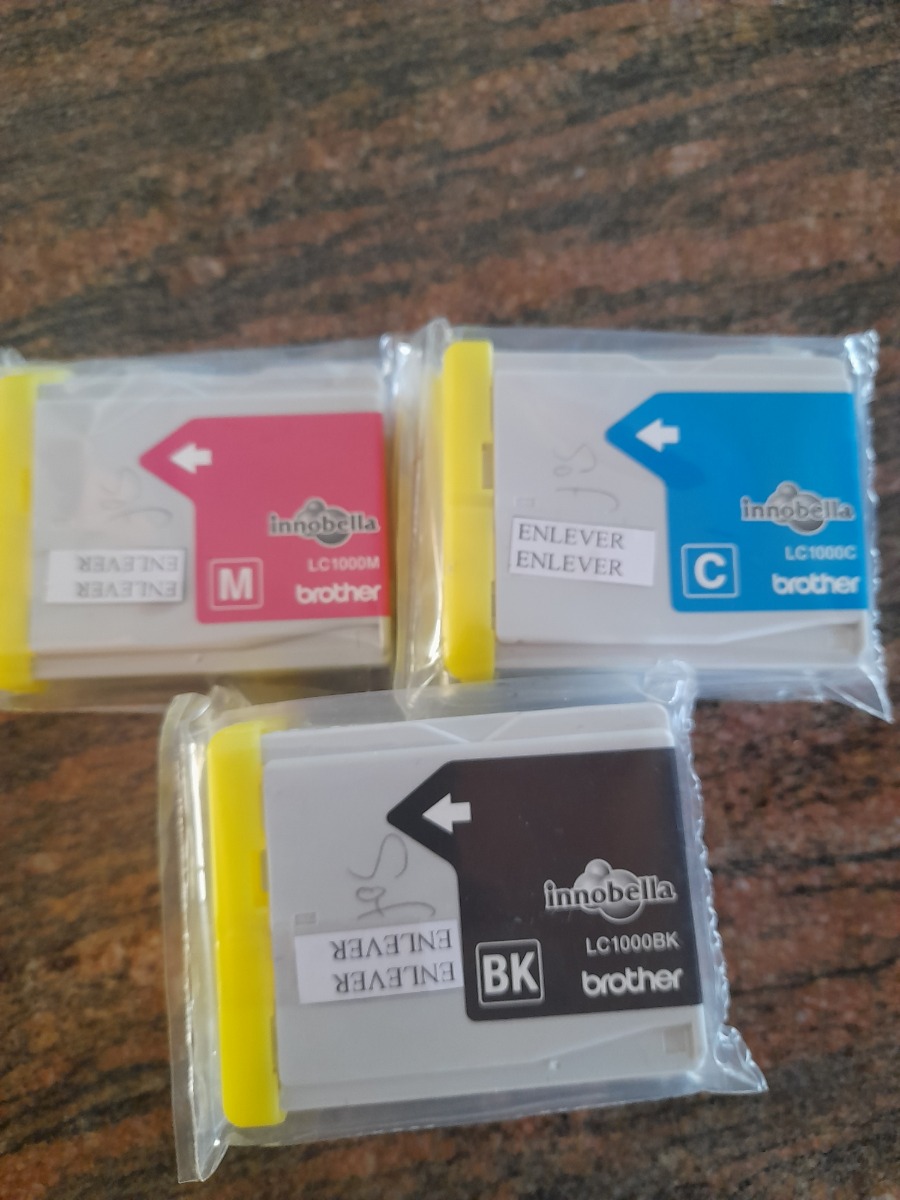 innobella
LC1000M
M
brother
ENLEVER
ENLEVER
innobella
LC1000C
C
brother
ENLEVER
ENLEVER
innobella
LC1000BK
BK
brother
ENLEVER
ENLEVER